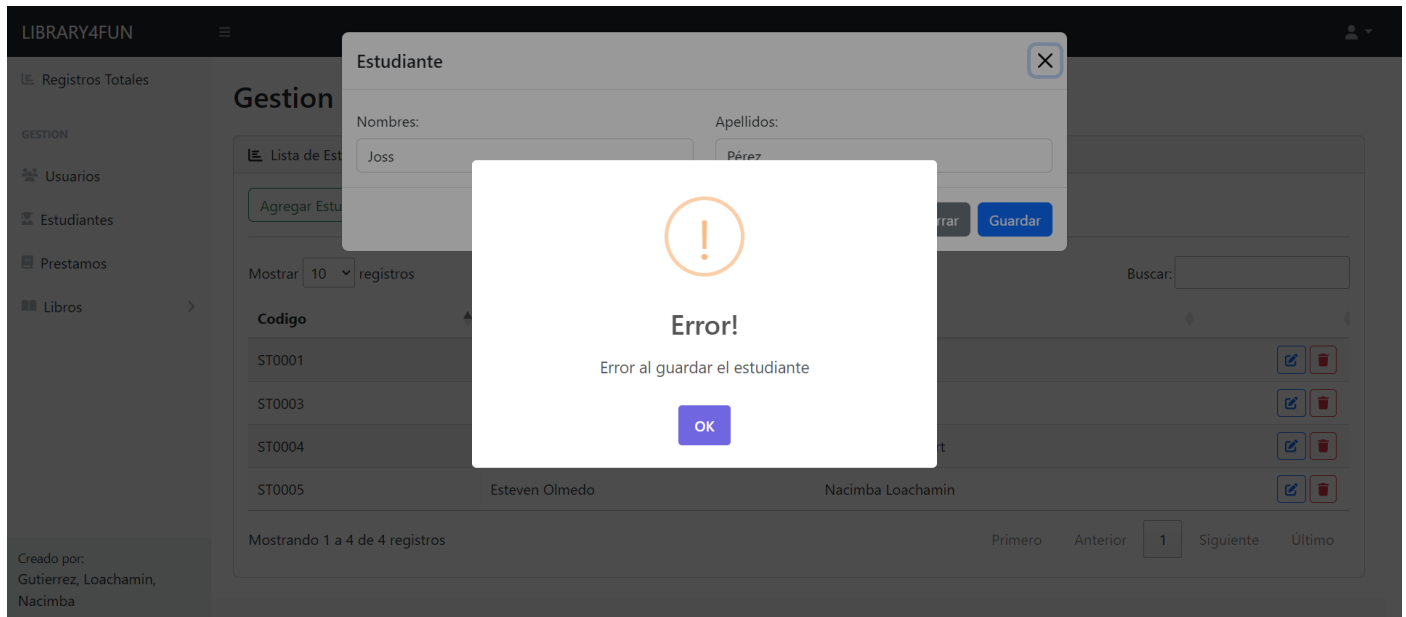 LIBRARY4FUN
Registros Totales
GESTION
Usuarios
Estudiantes
Prestamos
Libros
Creado por:
Gutierrez, Loachamin,
Nacimba
Gestion
Lista de Est
Agregar Estu
Mostrar 10 registros
Buscar:
Codigo
ST0001
ST0003
ST0004
ST0005 Esteven Olmedo Nacimba Loachamin
Mostrando 1 a 4 de 4 registros
Primero Anterior 1 Siguiente Último
Estudiante
Nombres: Apellidos:
Joss Pérez
Guardar
Error!
Error al guardar el estudiante
OK